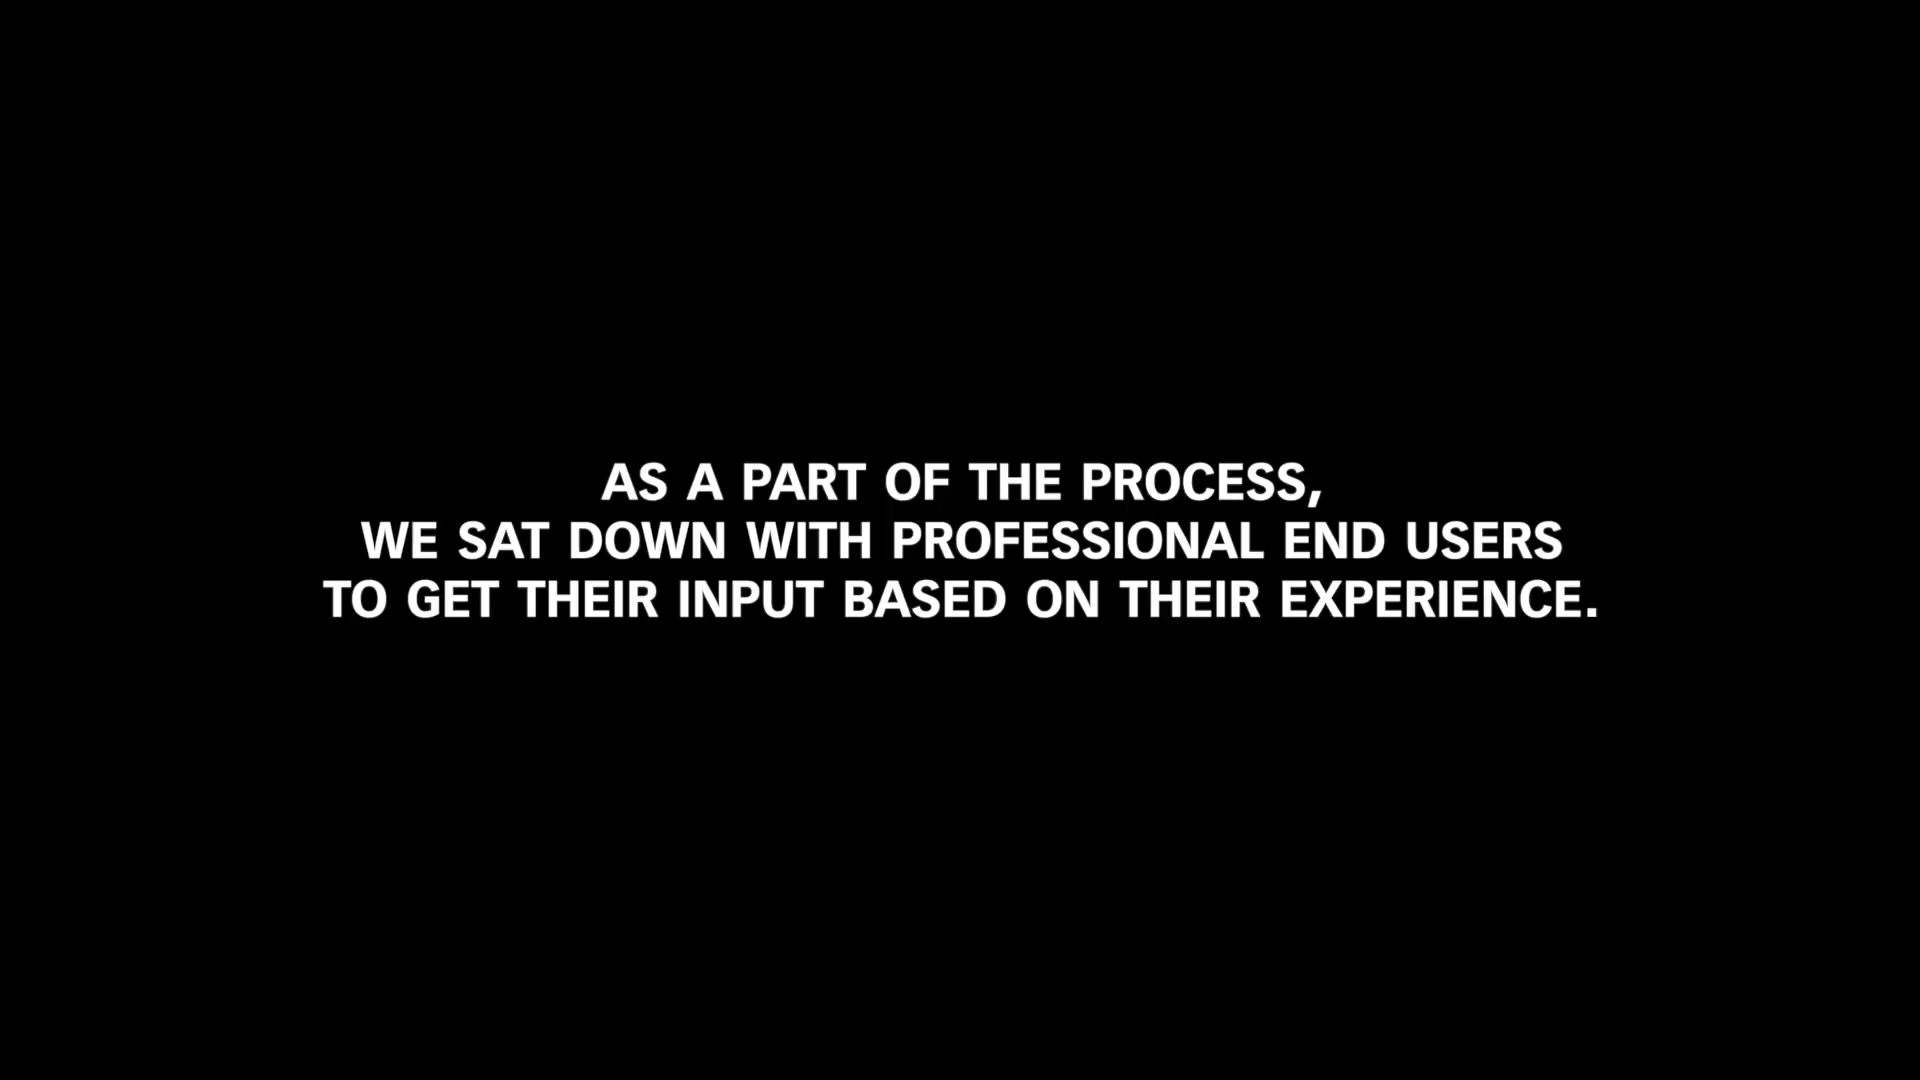 AS A PART OF THE PROCESS,
WE SAT DOWN WITH PROFESSIONAL END USERS
TO GET THEIR INPUT BASED ON THEIR EXPERIENCE.